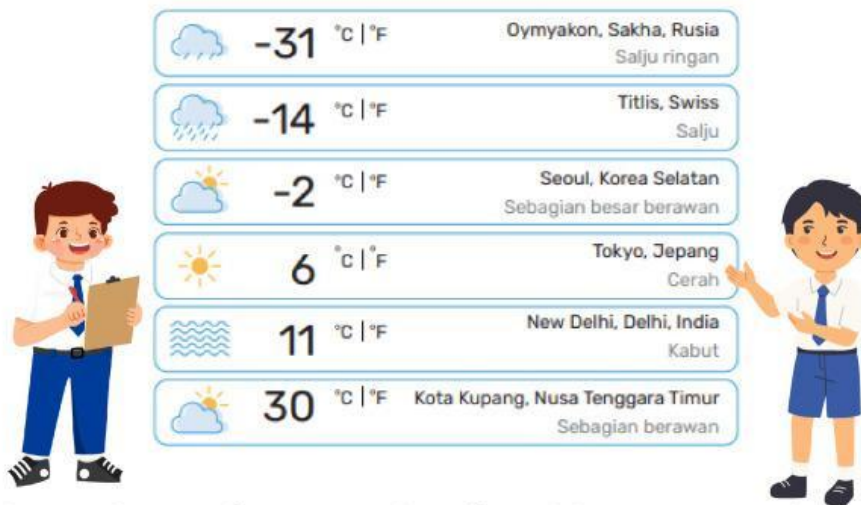 -31 °C | °F Oymyakon, Sakha, Rusia
Salju ringan
-14 °C | °F Titlis, Swiss
Salju
-2 °C | °F Seoul, Korea Selatan
Sebagian besar berawan
6 °C | °F Tokyo, Jepang
Cerah
11 °C | °F New Delhi, Delhi, India
Kabut
30 °C | °F Kota Kupang, Nusa Tenggara Timur
Sebagian berawan